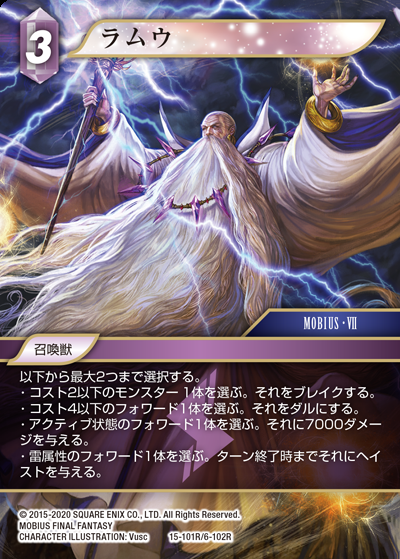 3
ラムウ
MOBIUS・VII
召喚獣
以下から最大2つまで選択する。
・コスト2以下のモンスター1体を選ぶ。それをブレイクする。
・コスト4以下のフォワード1体を選ぶ。それをダルにする。
・アクティブ状態のフォワード1体を選ぶ。それに7000ダメ
ージを与える。
・雷属性のフォワード1体を選ぶ。ターン終了時までそれにヘイ
ストを与える。
© 2015-2020 SQUARE ENIX CO., LTD. All Rights Reserved.
MOBIUS FINAL FANTASY
CHARACTER ILLUSTRATION: Vusc
15-101R/6-102R